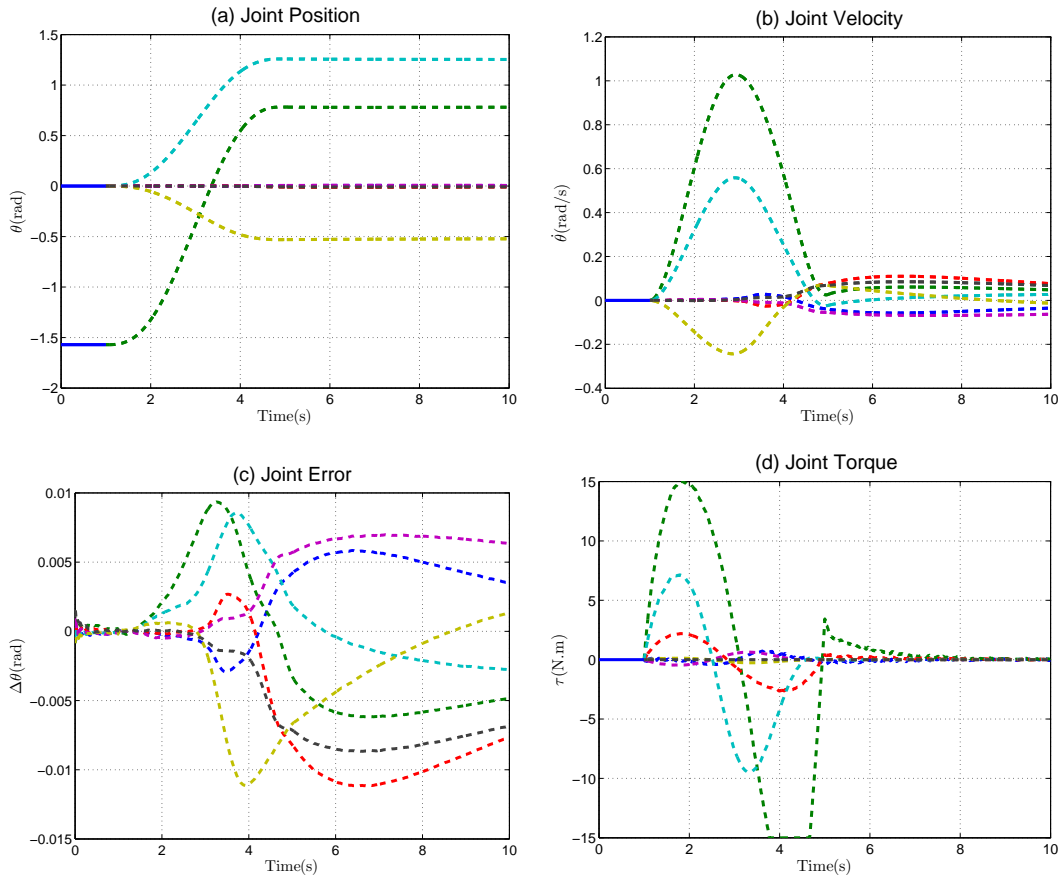 (a) Joint Position
1.5
1
0.5
0
−0.5
−1
−1.5
−2
θ(rad)
0 2 4 6 8 10
Time(s)
(b) Joint Velocity
1.2
1
0.8
0.6
0.4
0.2
0
−0.2
−0.4
θ̇(rad/s)
0 2 4 6 8 10
Time(s)
(c) Joint Error
0.01
0.005
0
−0.005
−0.01
−0.015
Δθ(rad)
0 2 4 6 8 10
Time(s)
(d) Joint Torque
15
10
5
0
−5
−10
−15
τ(N.m)
0 2 4 6 8 10
Time(s)